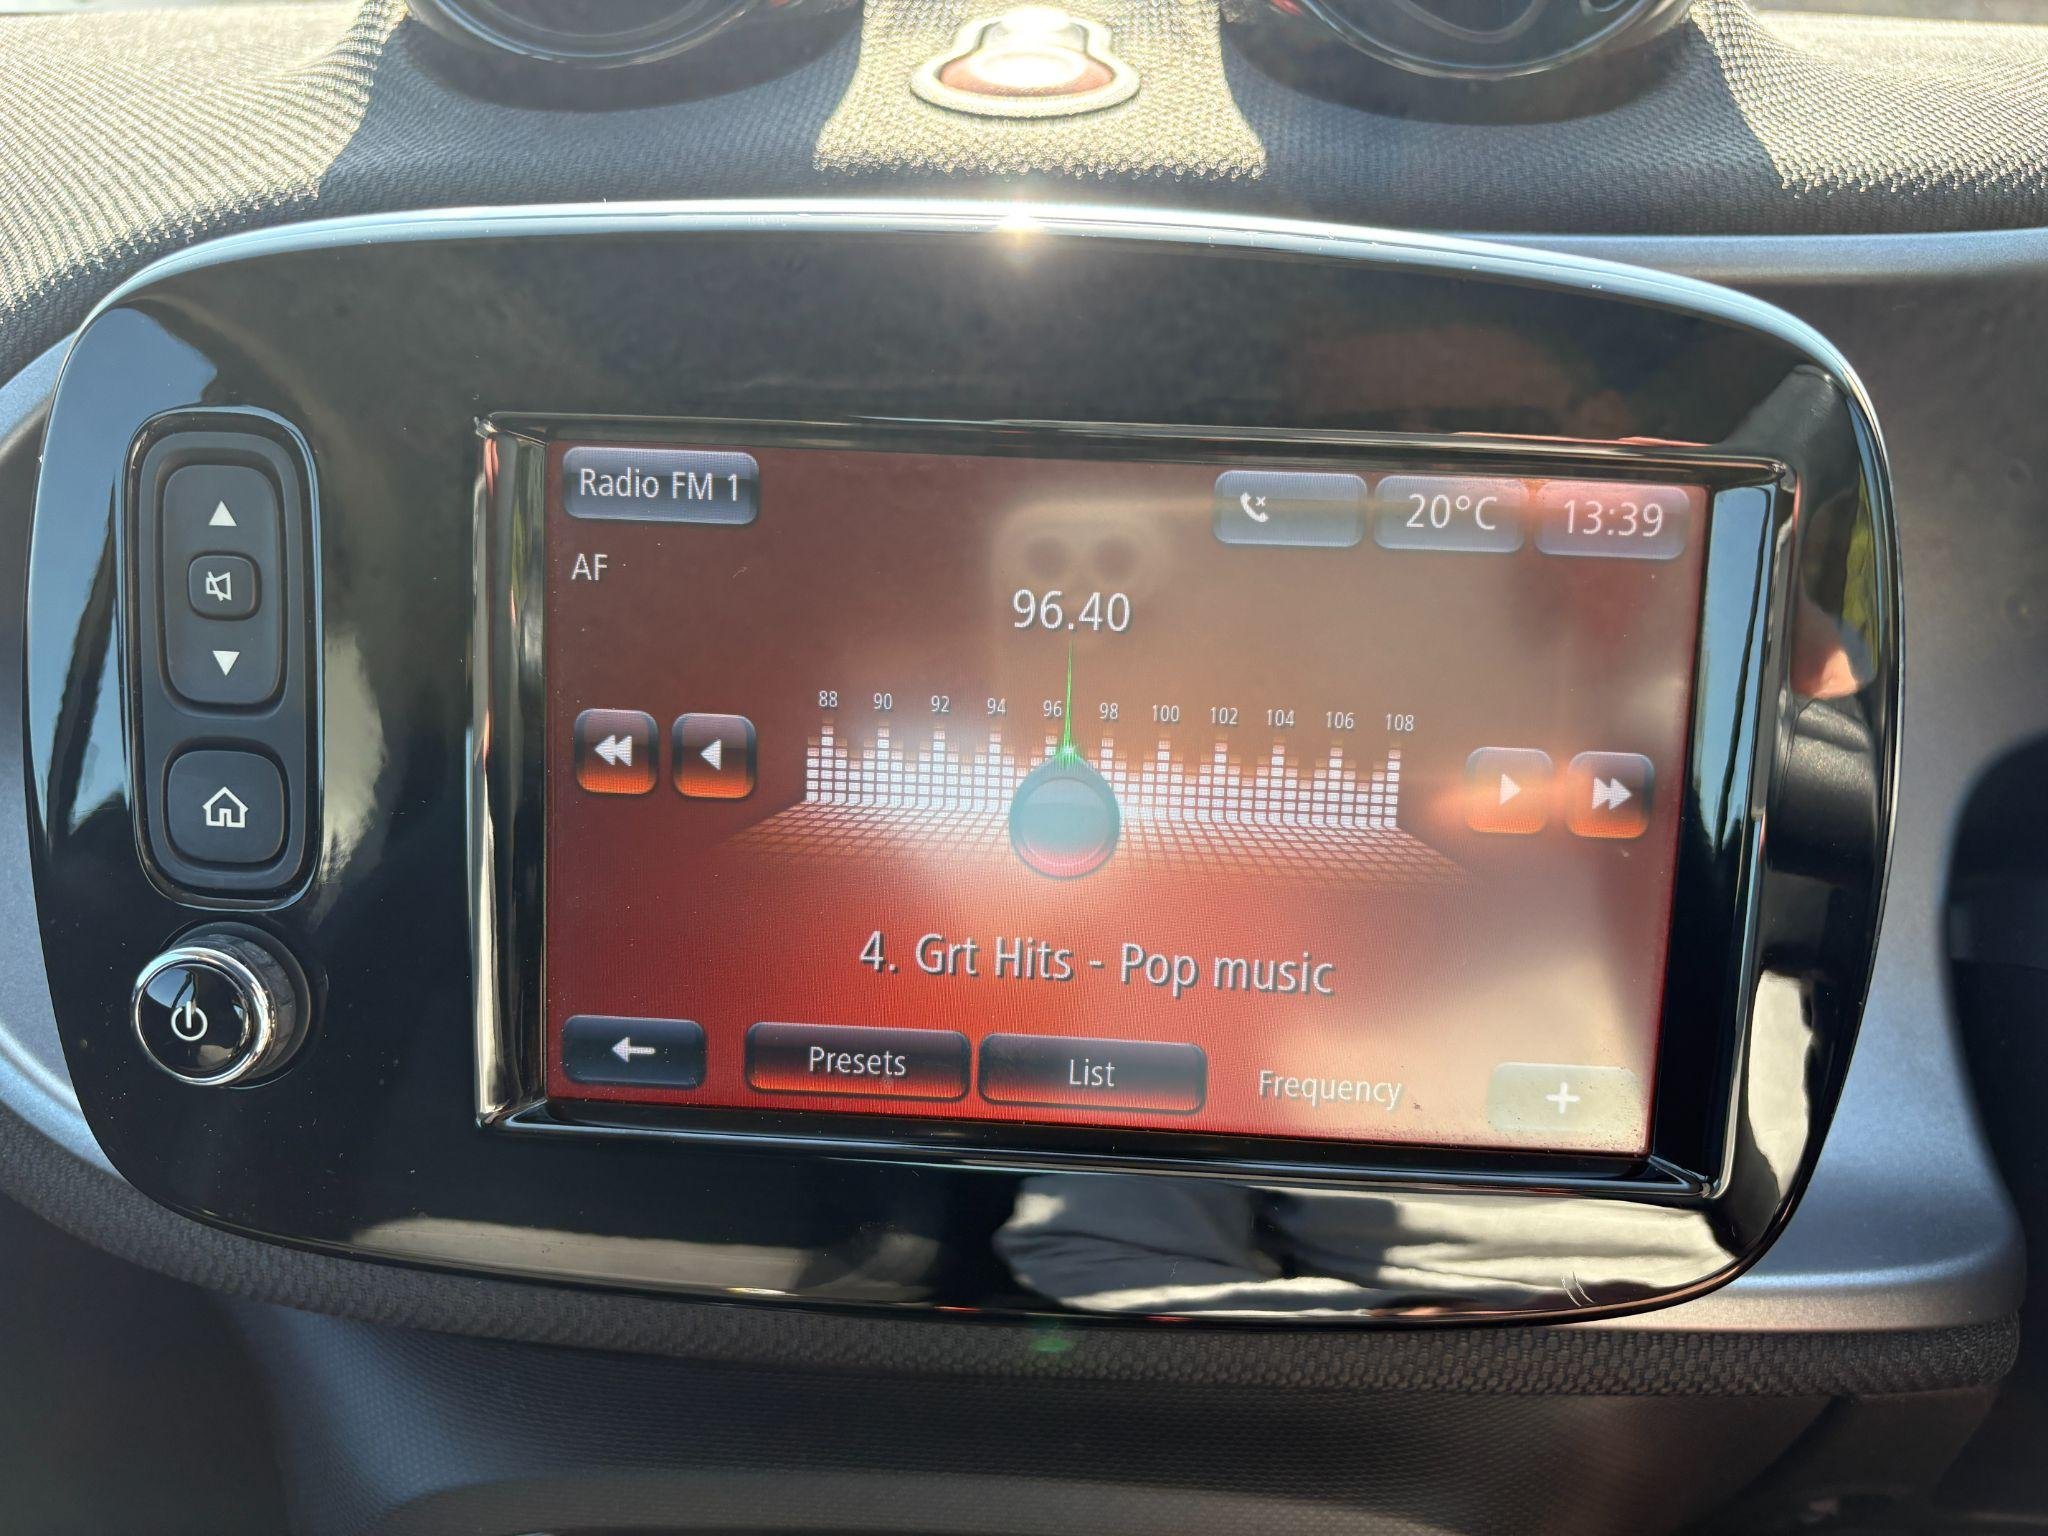 Radio FM 1
20°C
13:39
AF
96.40
88 90 92 94 96 98 100 102 104 106 108
4. Grt Hits - Pop music
Presets
List
Frequency
+